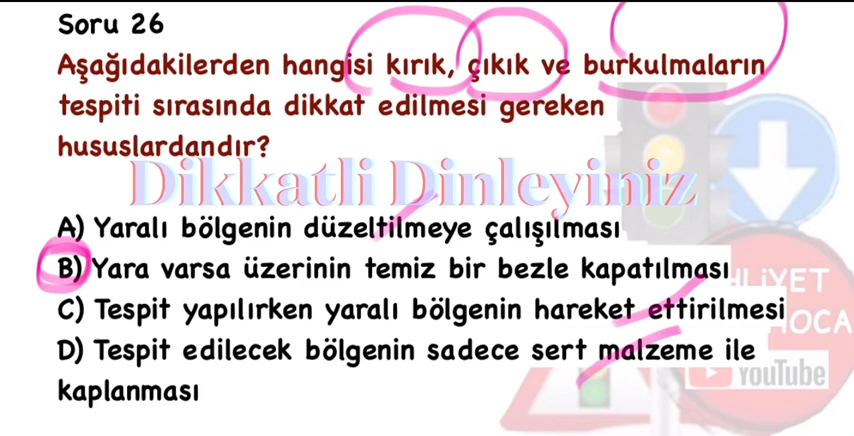 Soru 26
Aşağıdakilerden hangisi kırık, çıkık ve burkulmaların
tespiti sırasında dikkat edilmesi gereken
hususlardandır?
Dikkatli Dinleyiniz
A) Yaralı bölgenin düzeltilmeye çalışılması
B) Yara varsa üzerinin temiz bir bezle kapatılması
C) Tespit yapılırken yaralı bölgenin hareket ettirilmesi
D) Tespit edilecek bölgenin sadece sert malzeme ile
kaplanması
HOCA
YouTube